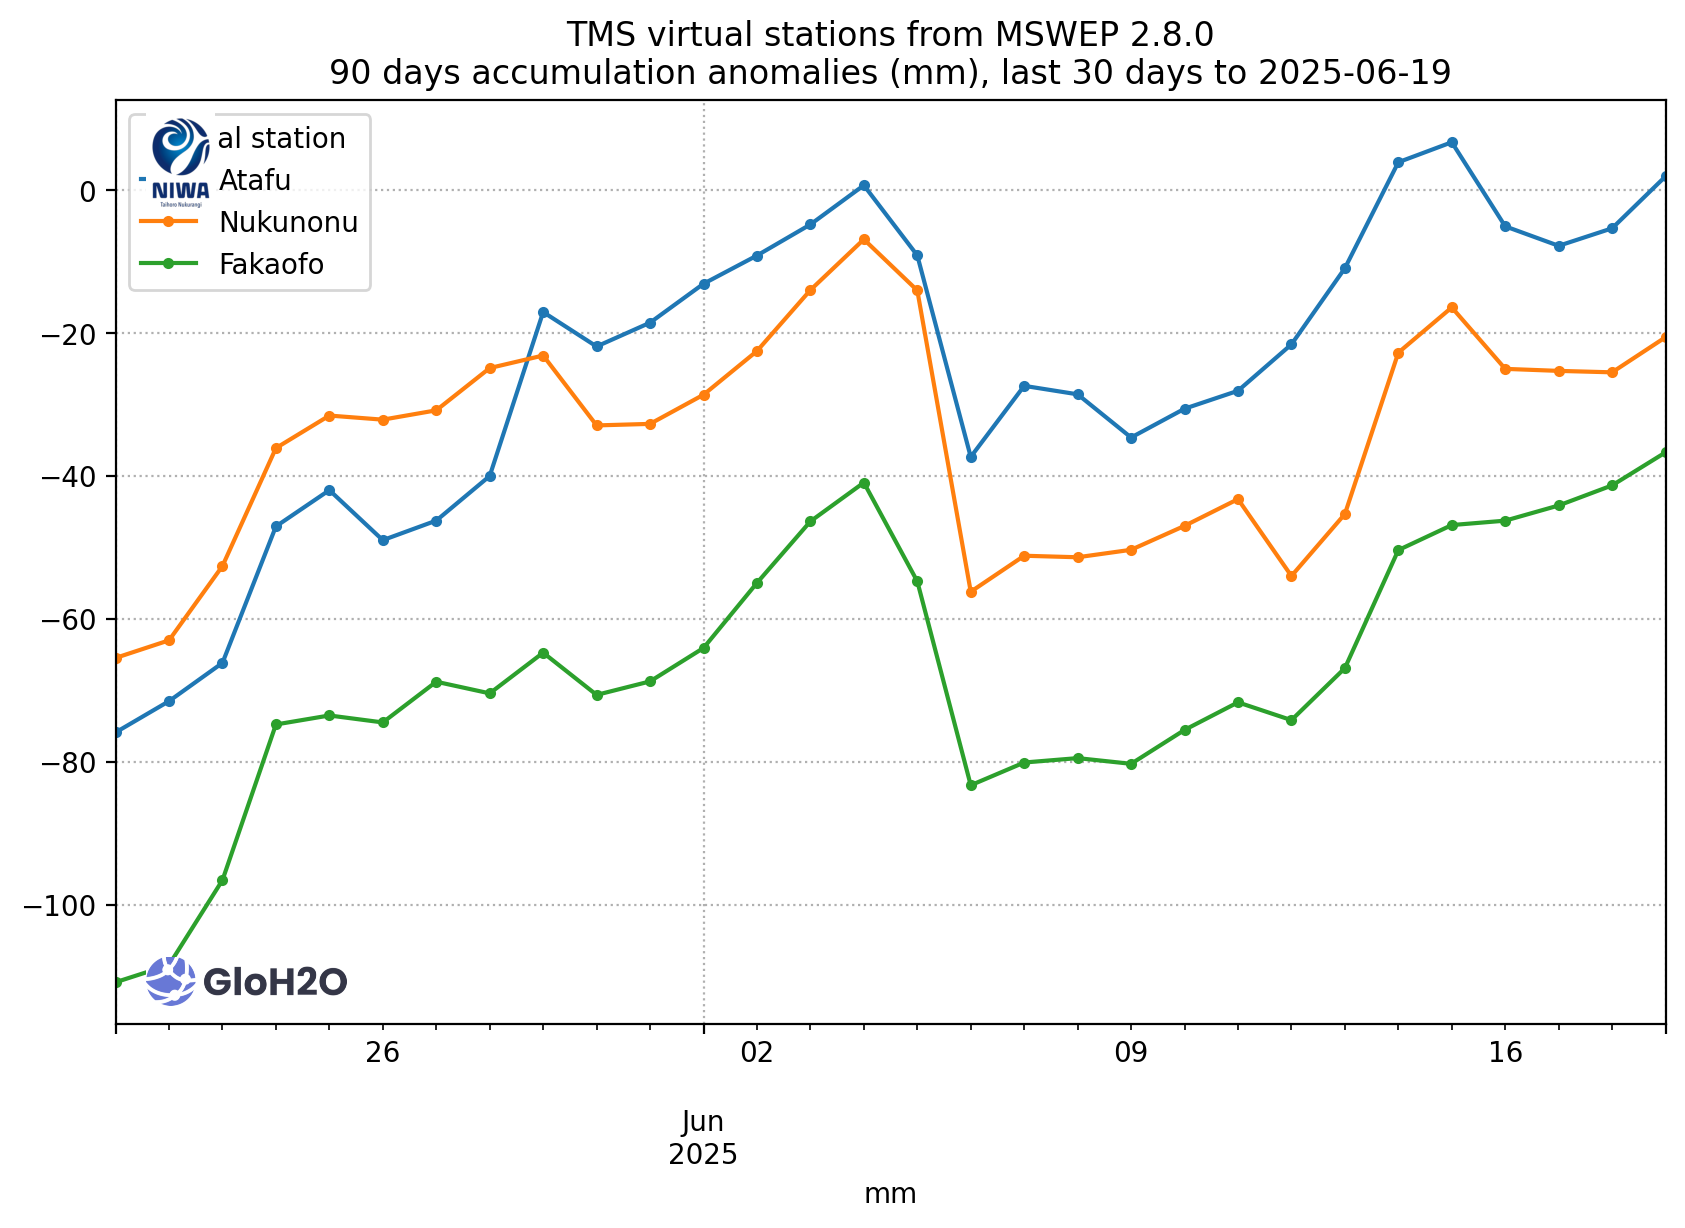 TMS virtual stations from MSWEP 2.8.0
90 days accumulation anomalies (mm), last 30 days to 2025-06-19
al station
NIWA
Taihoro Nukurangi
Atafu
Nukunonu
Fakaofo
0
−20
−40
−60
−80
−100
GloH2O
26
02
09
16
Jun
2025
mm